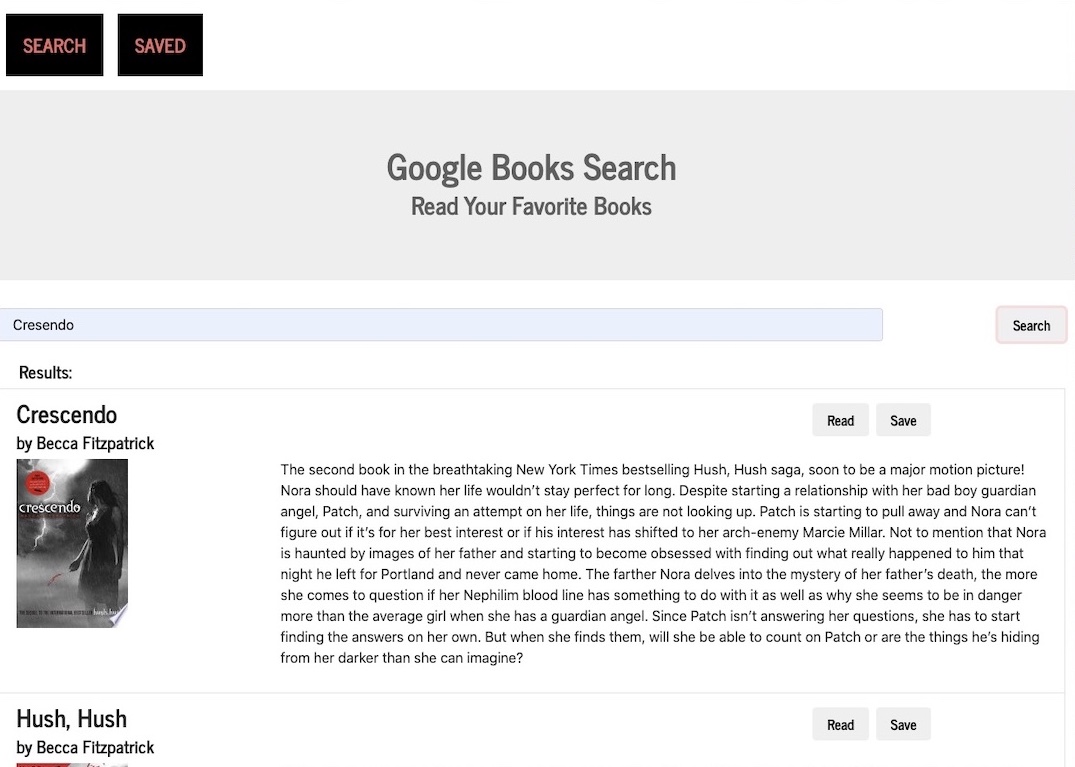 SEARCH SAVED
Google Books Search
Read Your Favorite Books
Cresendo
Search
Results:
Crescendo
Read Save
by Becca Fitzpatrick
crescendo
The second book in the breathtaking New York Times bestselling Hush, Hush saga, soon to be a major motion picture!
Nora should have known her life wouldn’t stay perfect for long. Despite starting a relationship with her bad boy guardian
angel, Patch, and surviving an attempt on her life, things are not looking up. Patch is starting to pull away and Nora can’t
figure out if it’s for her best interest or if his interest has shifted to her arch-enemy Marcie Millar. Not to mention that Nora
is haunted by images of her father and starting to become obsessed with finding out what really happened to him that
night he left for Portland and never came home. The farther Nora delves into the mystery of her father’s death, the more
she comes to question if her Nephilim blood line has something to do with it as well as why she seems to be in danger
more than the average girl when she has a guardian angel. Since Patch isn’t answering her questions, she has to start
finding the answers on her own. But when she finds them, will she be able to count on Patch or are the things he’s hiding
from her darker than she can imagine?
Hush, Hush
Read Save
by Becca Fitzpatrick